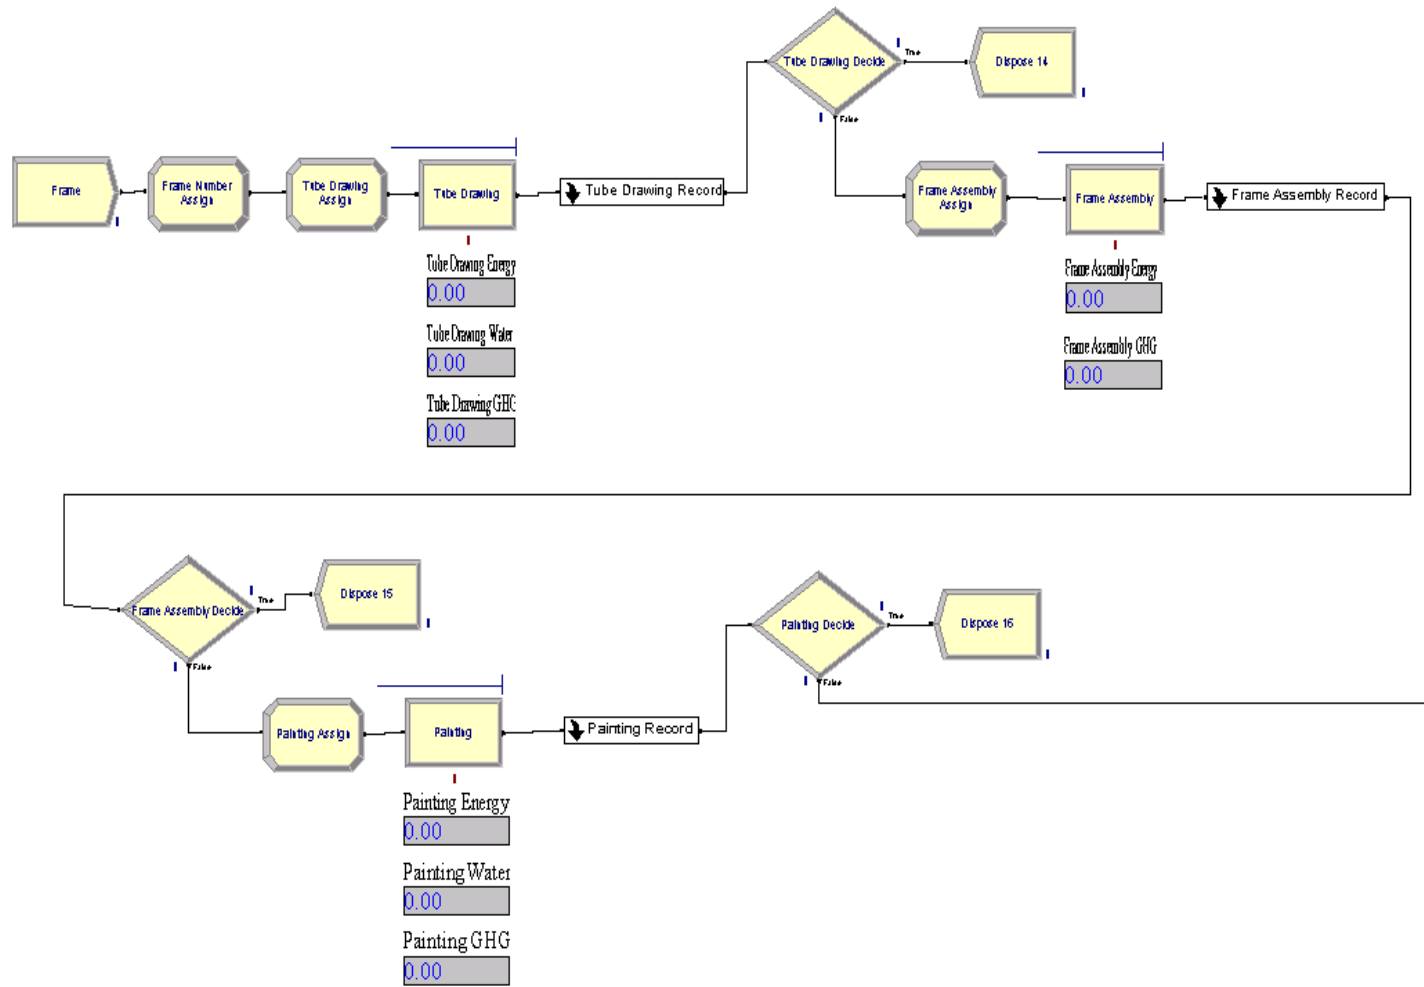 Tube Drawing Decide
True
Dispose 14
False
Frame
Frame Number
Assign
Tube Drawing
Assign
Tube Drawing
Tube Drawing Record
Frame Assembly
Assign
Frame Assembly
Frame Assembly Record
Tube Drawing Energy
0.00
Tube Drawing Water
0.00
Tube Drawing GHG
0.00
Frame Assembly Energy
0.00
Frame Assembly GHG
0.00
Frame Assembly Decide
True
Dispose 15
False
Painting Decide
True
Dispose 16
False
Painting Assign
Painting
Painting Record
Painting Energy
0.00
Painting Water
0.00
Painting GHG
0.00